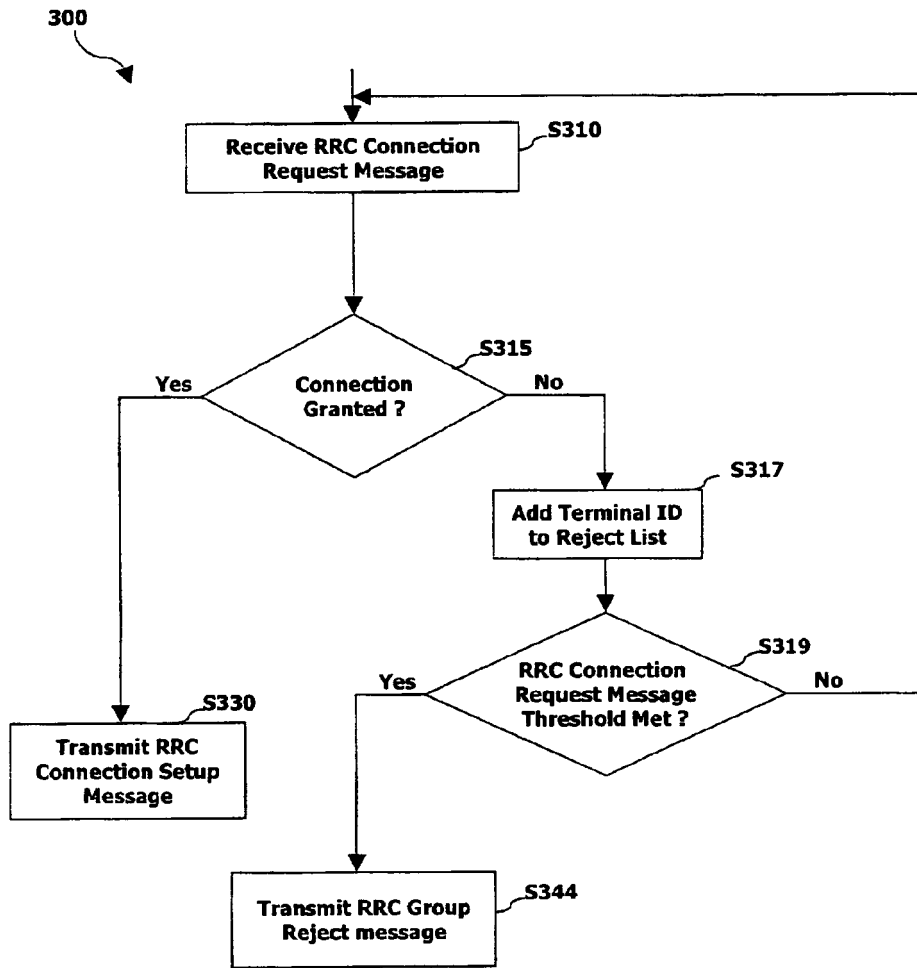 300
Receive RRC Connection
Request Message
S310
Connection
Granted ?
S315
Yes
No
Add Terminal ID
to Reject List
S317
RRC Connection
Request Message
Threshold Met ?
S319
Yes
No
Transmit RRC
Connection Setup
Message
S330
Transmit RRC Group
Reject message
S344